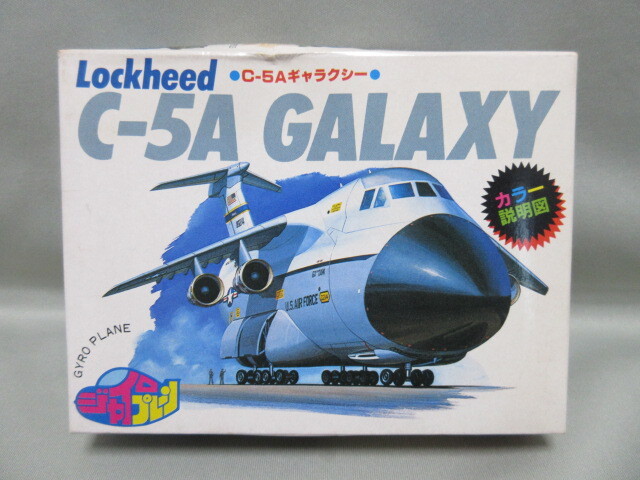 Lockheed
●C-5Aギャラクシー●
C-5A GALAXY
カラー
説明図
U.S. AIR FORCE
GYRO PLANE
ジャイロ
プレーン